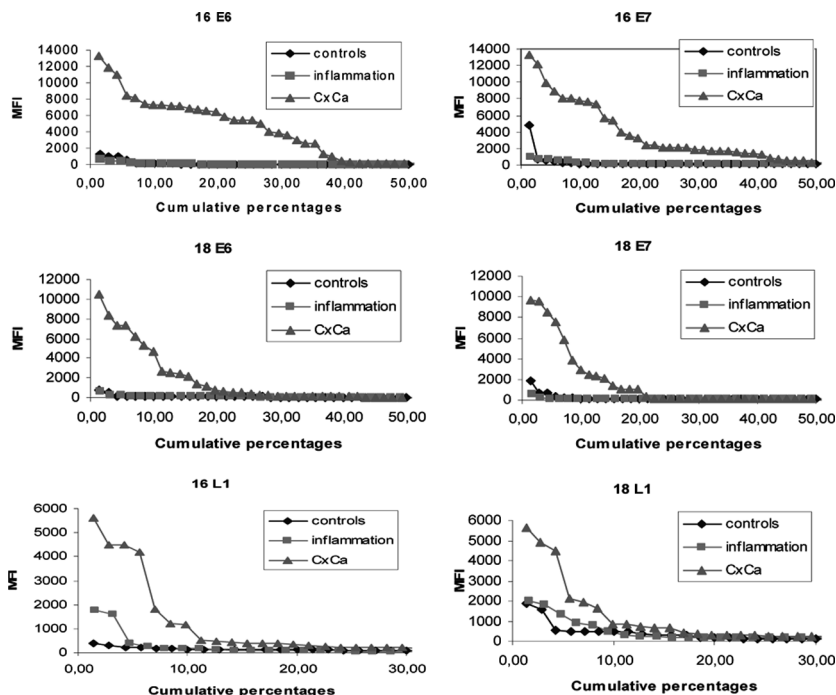 16 E6
14000
12000
10000
8000
6000
4000
2000
0
MFI
controls
inflammation
CxCa
0,00 10,00 20,00 30,00 40,00 50,00
Cumulative percentages
16 E7
14000
12000
10000
8000
6000
4000
2000
0
MFI
controls
inflammation
CxCa
0,00 10,00 20,00 30,00 40,00 50,00
Cumulative percentages
18 E6
12000
10000
8000
6000
4000
2000
0
MFI
controls
inflammation
CxCa
0,00 10,00 20,00 30,00 40,00 50,00
Cumulative percentages
18 E7
12000
10000
8000
6000
4000
2000
0
MFI
controls
inflammation
CxCa
0,00 10,00 20,00 30,00 40,00 50,00
Cumulative percentages
16 L1
6000
5000
4000
3000
2000
1000
0
MFI
controls
inflammation
CxCa
0,00 10,00 20,00 30,00
Cumulative percentages
18 L1
6000
5000
4000
3000
2000
1000
0
MFI
controls
inflammation
CxCa
0,00 10,00 20,00 30,00
Cumulative percentages